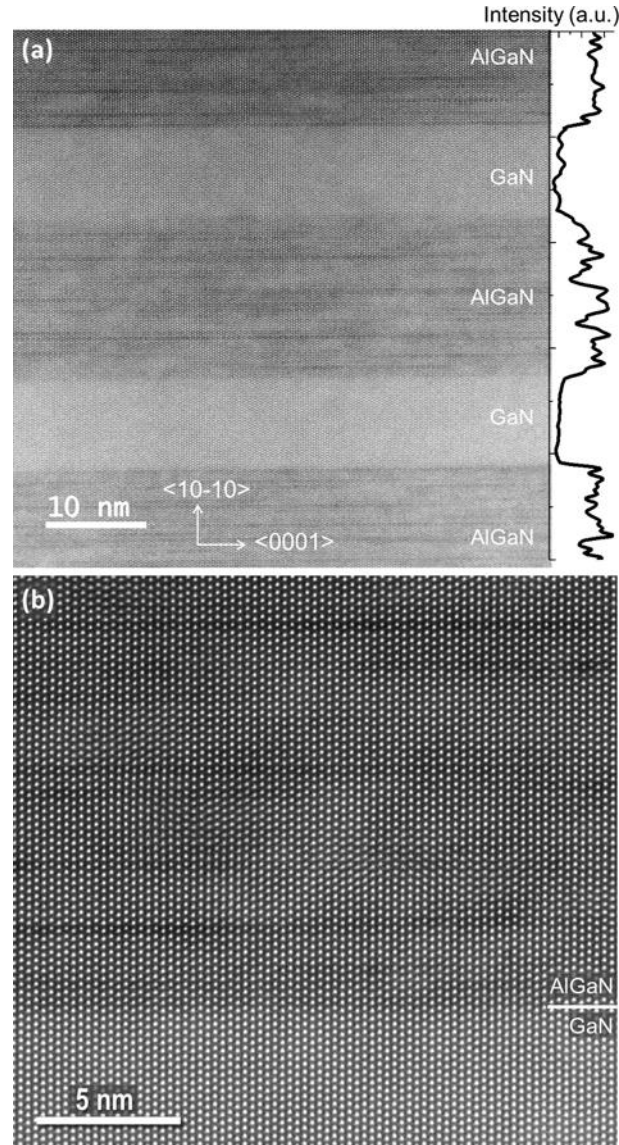 Intensity (a.u.)
(a)
AlGaN
GaN
AlGaN
GaN
10 nm
<10-10>
<0001>
AlGaN
(b)
AlGaN
GaN
5 nm